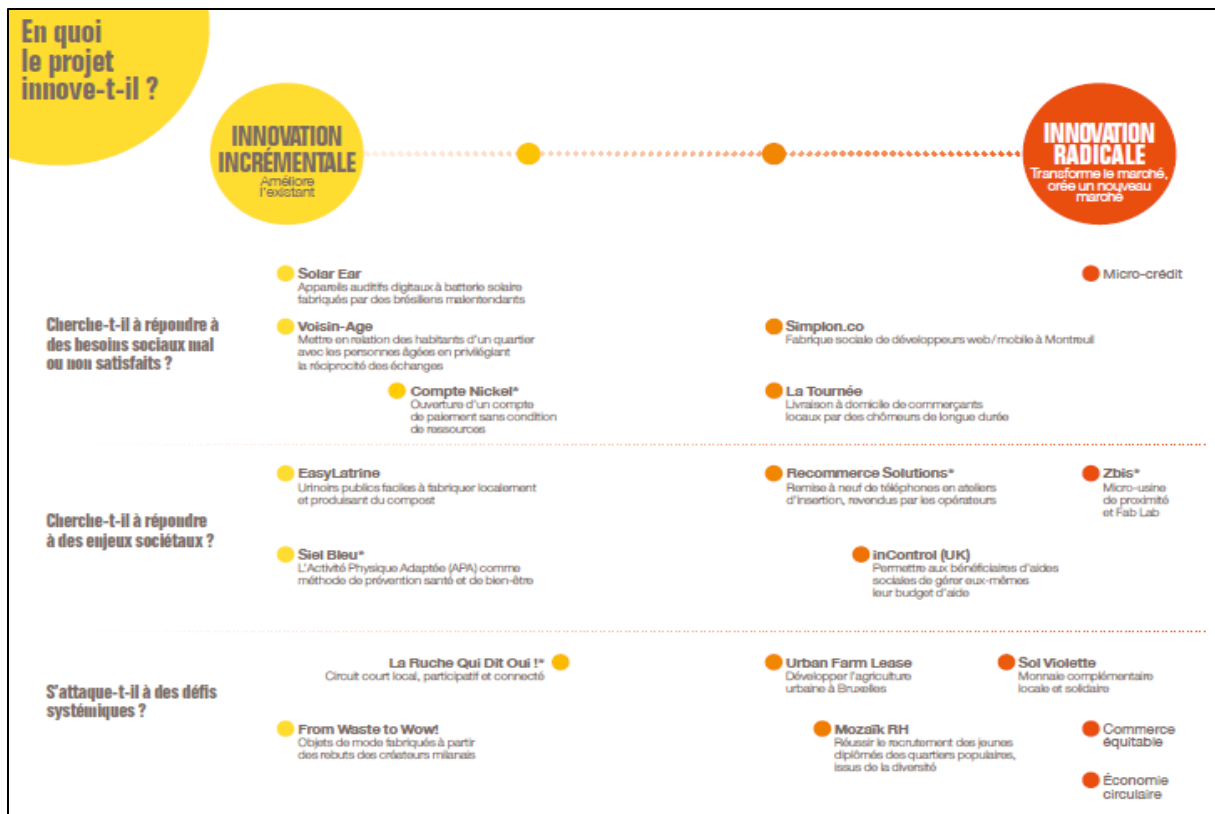 En quoi
le projet
innove-t-il ?
INNOVATION
INCRÉMENTALE
Améliore
l'existant
INNOVATION
RADICALE
Transforme le marché,
crée un nouveau
marché
Cherche-t-il à répondre à
des besoins sociaux mal
ou non satisfaits ?
Solar Ear
Appareils auditifs digitaux à batterie solaire
fabriqués par des brésiliens malentendants
Voisin-Age
Mettre en relation des habitants d'un quartier
avec les personnes âgées en privilégiant
la réciprocité des échanges
Compte Nickel*
Ouverture d'un compte
de paiement sans condition
de ressources
Simplon.co
Fabrique sociale de développeurs web/mobile à Montreuil
La Tournée
Livraison à domicile de commerçants
locaux par des chômeurs de longue durée
Micro-crédit
Cherche-t-il à répondre
à des enjeux sociétaux ?
EasyLatrine
Urinoirs publics faciles à fabriquer localement
et produisant du compost
Siel Bleu*
L'Activité Physique Adaptée (APA) comme
méthode de prévention santé et de bien-être
Recommerce Solutions*
Remise à neuf de téléphones en ateliers
d'insertion, revendus par les opérateurs
inControl (UK)
Permettre aux bénéficiaires d'aides
sociales de gérer eux-mêmes
leur budget d'aide
Zbis*
Micro-usine
de proximité
et Fab Lab
S'attaque-t-il à des défis
systémiques ?
La Ruche Qui Dit Oui !*
Circuit court local, participatif et connecté
From Waste to Wow!
Objets de mode fabriqués à partir
des rebuts des créateurs milanais
Urban Farm Lease
Développer l'agriculture
urbaine à Bruxelles
Mozaïk RH
Réussir le recrutement des jeunes
diplômés des quartiers populaires,
issus de la diversité
Sol Violette
Monnaie complémentaire
locale et solidaire
Commerce
équitable
Économie
circulaire